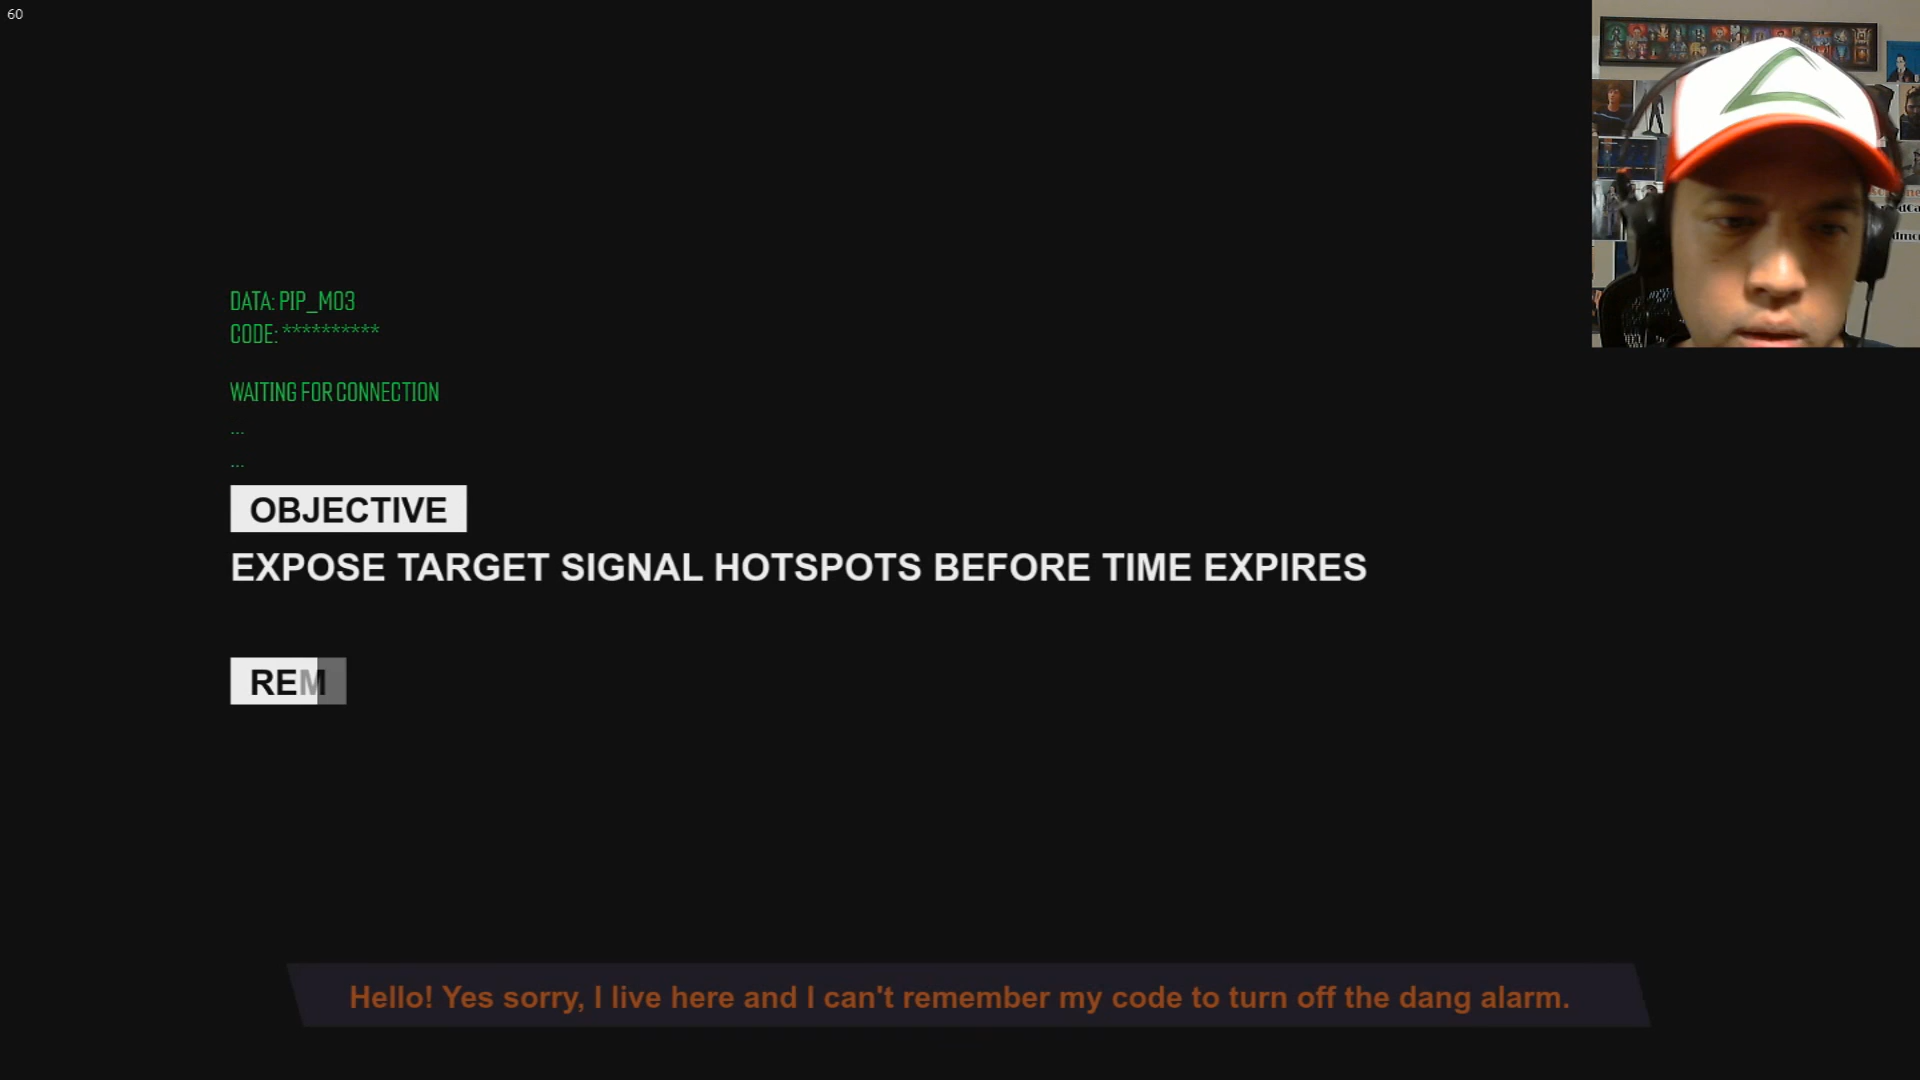 60
DATA: PIP_M03
CODE: **********
WAITING FOR CONNECTION
...
...
OBJECTIVE
EXPOSE TARGET SIGNAL HOTSPOTS BEFORE TIME EXPIRES
REM
Hello! Yes sorry, I live here and I can't remember my code to turn off the dang alarm.